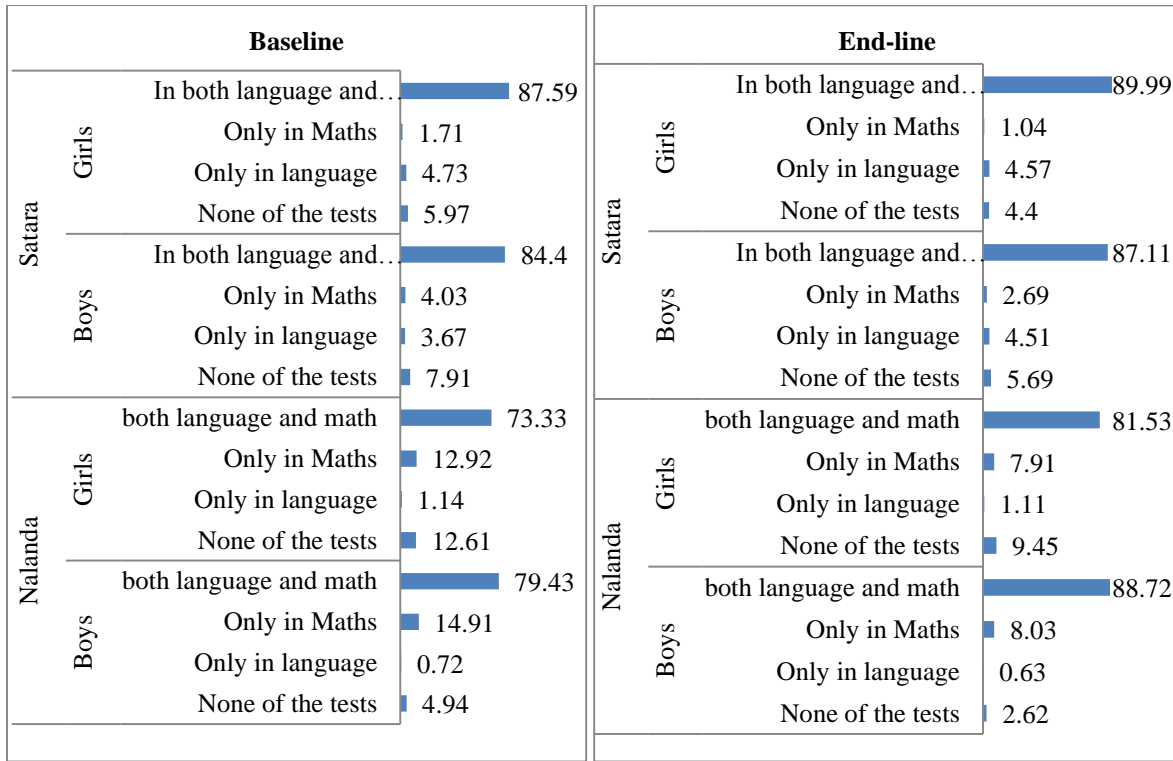 Baseline
Satara
Girls
In both language and… 87.59
Only in Maths 1.71
Only in language 4.73
None of the tests 5.97
Boys
In both language and… 84.4
Only in Maths 4.03
Only in language 3.67
None of the tests 7.91
Nalanda
Girls
both language and math 73.33
Only in Maths 12.92
Only in language 1.14
None of the tests 12.61
Boys
both language and math 79.43
Only in Maths 14.91
Only in language 0.72
None of the tests 4.94
End-line
Satara
Girls
In both language and… 89.99
Only in Maths 1.04
Only in language 4.57
None of the tests 4.4
Boys
In both language and… 87.11
Only in Maths 2.69
Only in language 4.51
None of the tests 5.69
Nalanda
Girls
both language and math 81.53
Only in Maths 7.91
Only in language 1.11
None of the tests 9.45
Boys
both language and math 88.72
Only in Maths 8.03
Only in language 0.63
None of the tests 2.62